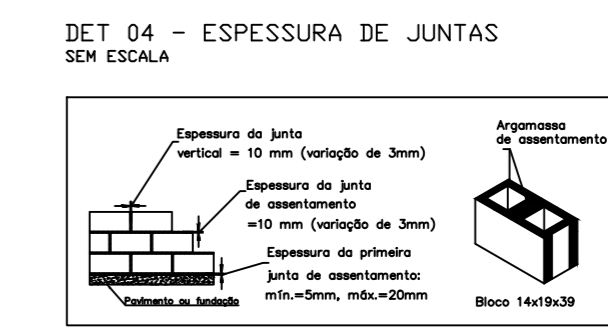 DET 04 - ESPESSURA DE JUNTAS
SEM ESCALA
Espessura da junta
vertical = 10 mm (variação de 3mm)
Espessura da junta
de assentamento
=10 mm (variação de 3mm)
Espessura da primeira
junta de assentamento:
mín.=5mm, máx.=20mm
Pavimento ou fundação
Argamassa
de assentamento
Bloco 14x19x39